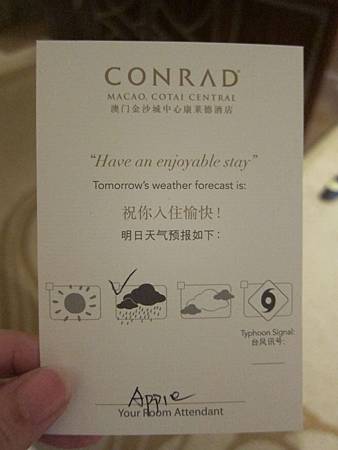 CONRAD
MACAO, COTAI CENTRAL
澳门金沙城中心康莱德酒店
“Have an enjoyable stay”
Tomorrow's weather forecast is:
祝你入住愉快！
明日天气预报如下：
Typhoon Signal:
台风讯号：
Apple
Your Room Attendant